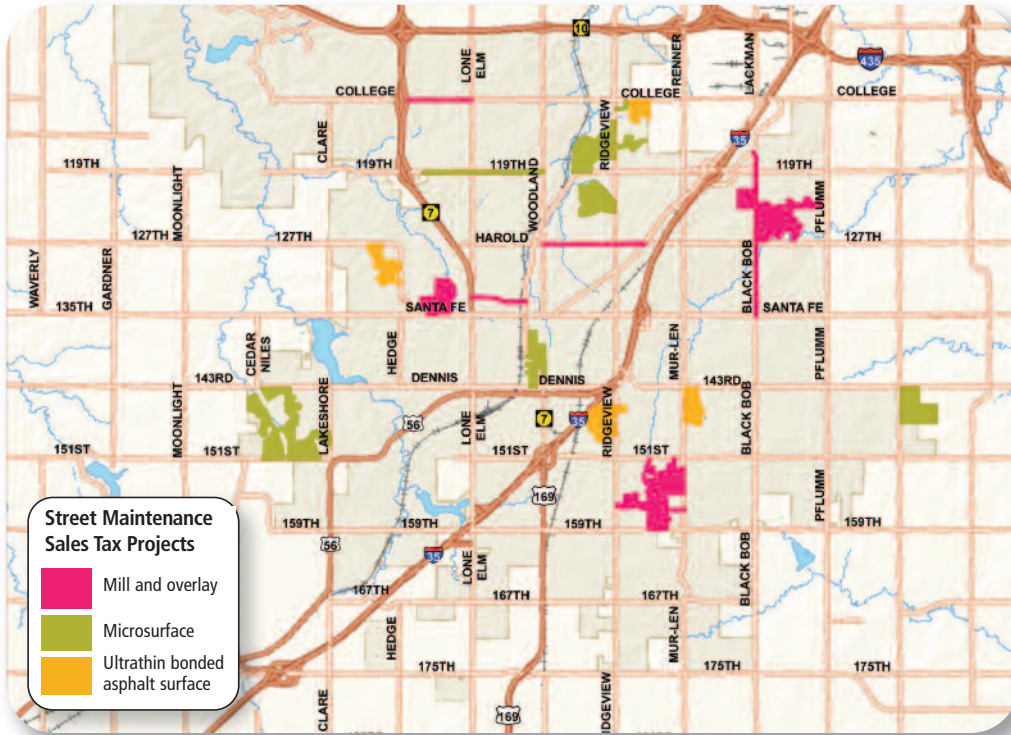 10
LONE
ELM
RENNER
LACKMAN
435
COLLEGE
COLLEGE
COLLEGE
CLARE
RIDGEVIEW
35
119TH
119TH
119TH
119TH
WOODLAND
MOONLIGHT
7
PFLUMM
127TH
127TH
HAROLD
127TH
WAVERLY
GARDNER
BLACK BOB
135TH
SANTA FE
SANTA FE
CEDAR
NILES
HEDGE
MUR-LEN
PFLUMM
143RD
DENNIS
DENNIS
143RD
MOONLIGHT
LAKESHORE
56
LONE
ELM
7
35
RIDGEVIEW
BLACK BOB
151ST
151ST
151ST
151ST
PFLUMM
169
159TH
159TH
159TH
159TH
56
35
LONE
ELM
BLACK BOB
167TH
167TH
167TH
HEDGE
MUR-LEN
175TH
175TH
175TH
CLARE
169
IDGEVIEW
Street Maintenance
Sales Tax Projects
Mill and overlay
Microsurface
Ultrathin bonded
asphalt surface